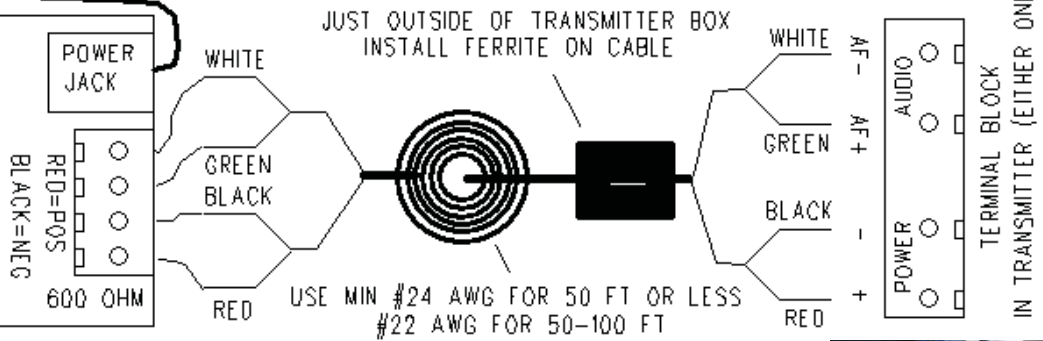 JUST OUTSIDE OF TRANSMITTER BOX
INSTALL FERRITE ON CABLE
POWER
JACK
WHITE
GREEN
BLACK
RED
RED=POS
BLACK=NEG
600 OHM
USE MIN #24 AWG FOR 50 FT OR LESS
#22 AWG FOR 50-100 FT
WHITE
GREEN
BLACK
RED
AF-
AF+
-
+
AUDIO
POWER
TERMINAL BLOCK
IN TRANSMITTER (EITHER